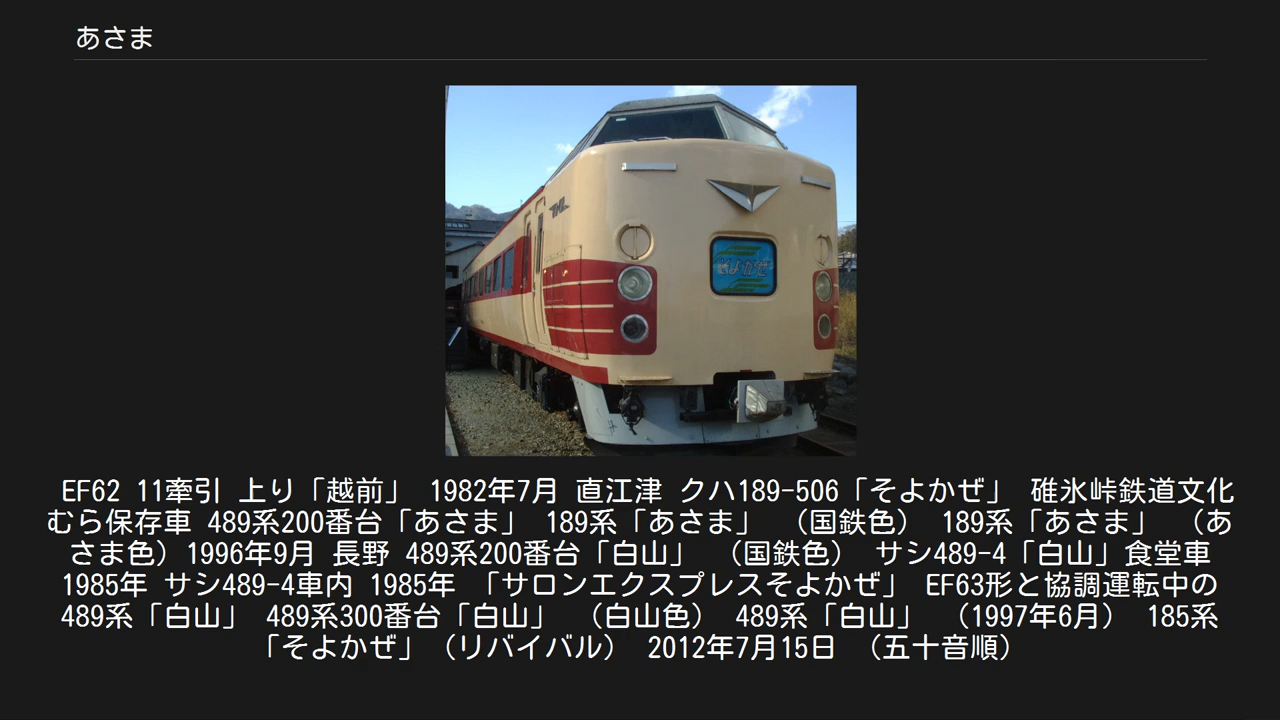 あさま
そよかぜ
EF62 11牽引 上り「越前」 1982年7月 直江津 クハ189-506「そよかぜ」 碓氷峠鉄道文化
むら保存車 489系200番台「あさま」 189系「あさま」 （国鉄色） 189系「あさま」 （あ
さま色）1996年9月 長野 489系200番台「白山」 （国鉄色） サシ489-4「白山」食堂車
1985年 サシ489-4車内 1985年 「サロンエクスプレスそよかぜ」 EF63形と協調運転中の
489系「白山」 489系300番台「白山」 （白山色） 489系「白山」 （1997年6月） 185系
「そよかぜ」（リバイバル） 2012年7月15日 （五十音順）